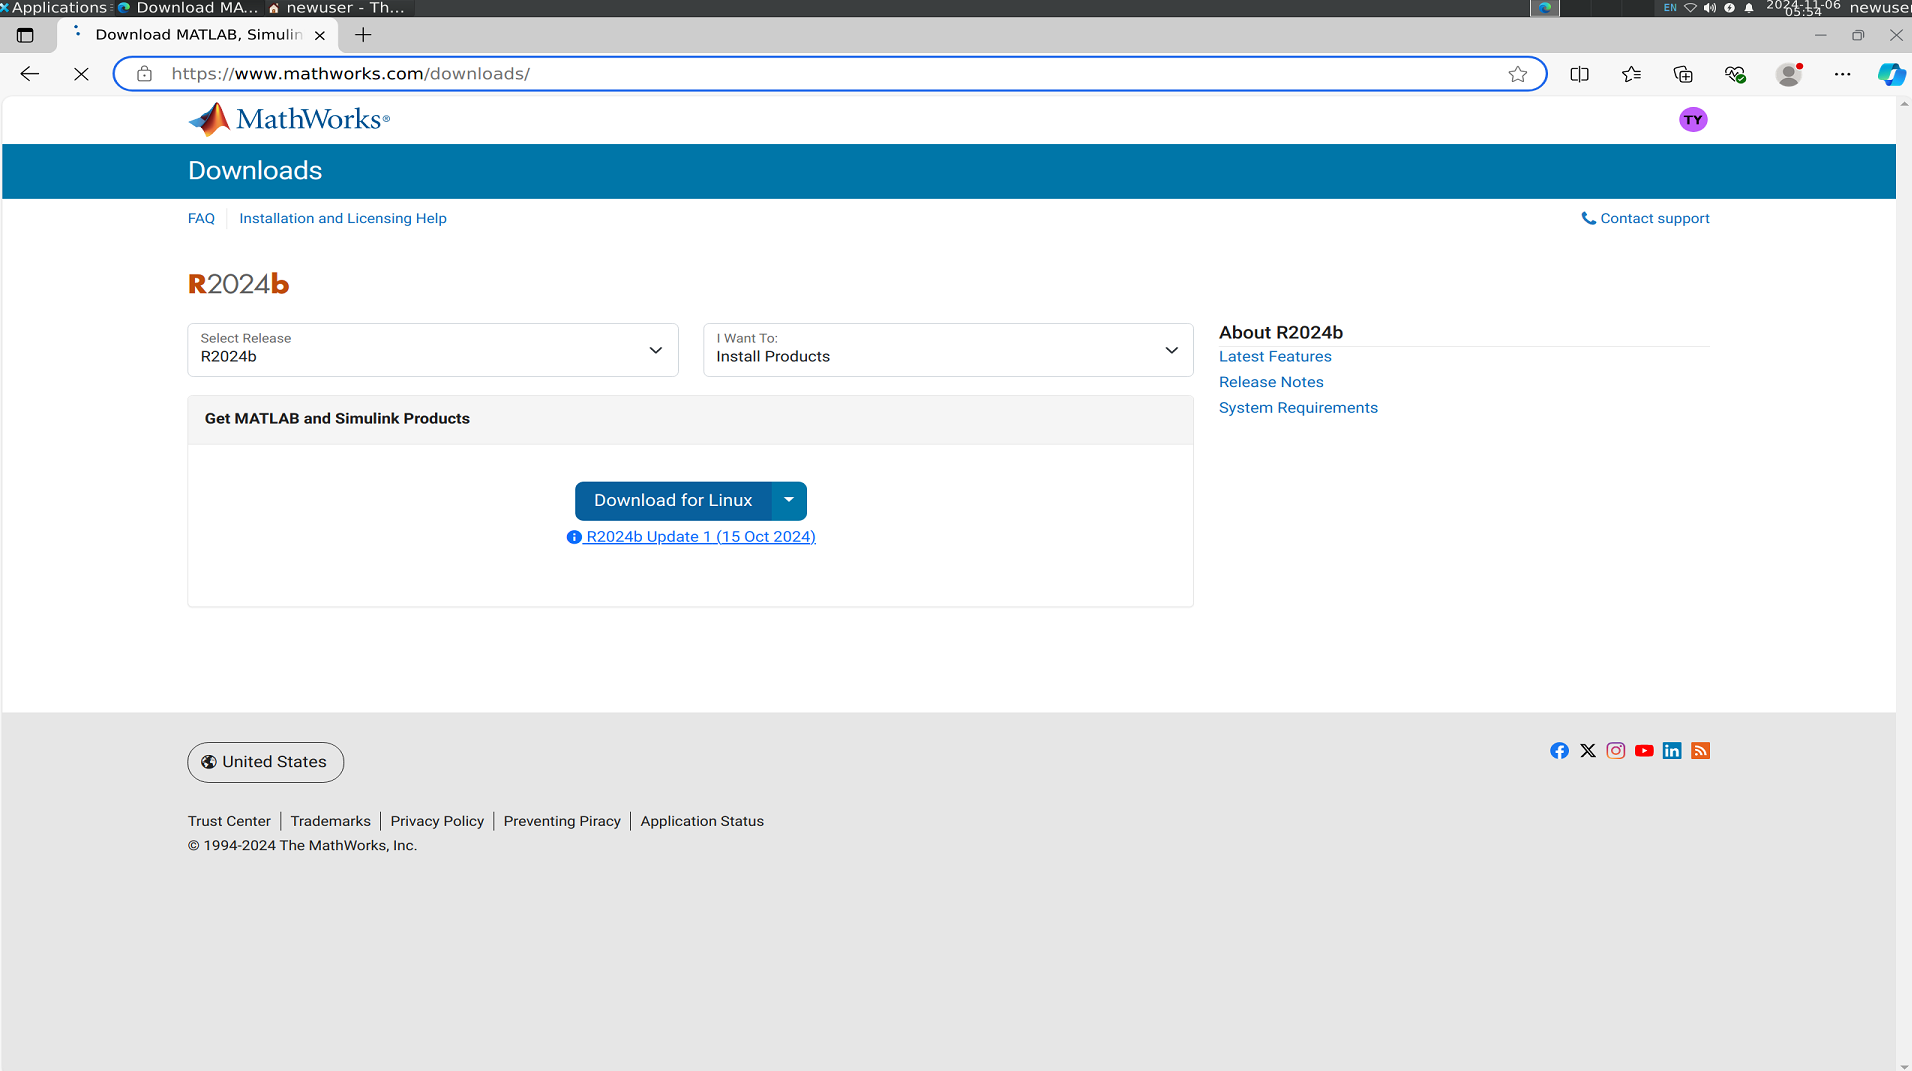 Applications
Download MA...
newuser - Th...
EN
2024-11-06
05:54
newuser
Download MATLAB, Simulin
https://www.mathworks.com/downloads/
MathWorks®
TY
Downloads
FAQ
Installation and Licensing Help
Contact support
R2024b
Select Release
R2024b
I Want To:
Install Products
About R2024b
Latest Features
Release Notes
System Requirements
Get MATLAB and Simulink Products
Download for Linux
R2024b Update 1 (15 Oct 2024)
United States
Trust Center
Trademarks
Privacy Policy
Preventing Piracy
Application Status
© 1994-2024 The MathWorks, Inc.